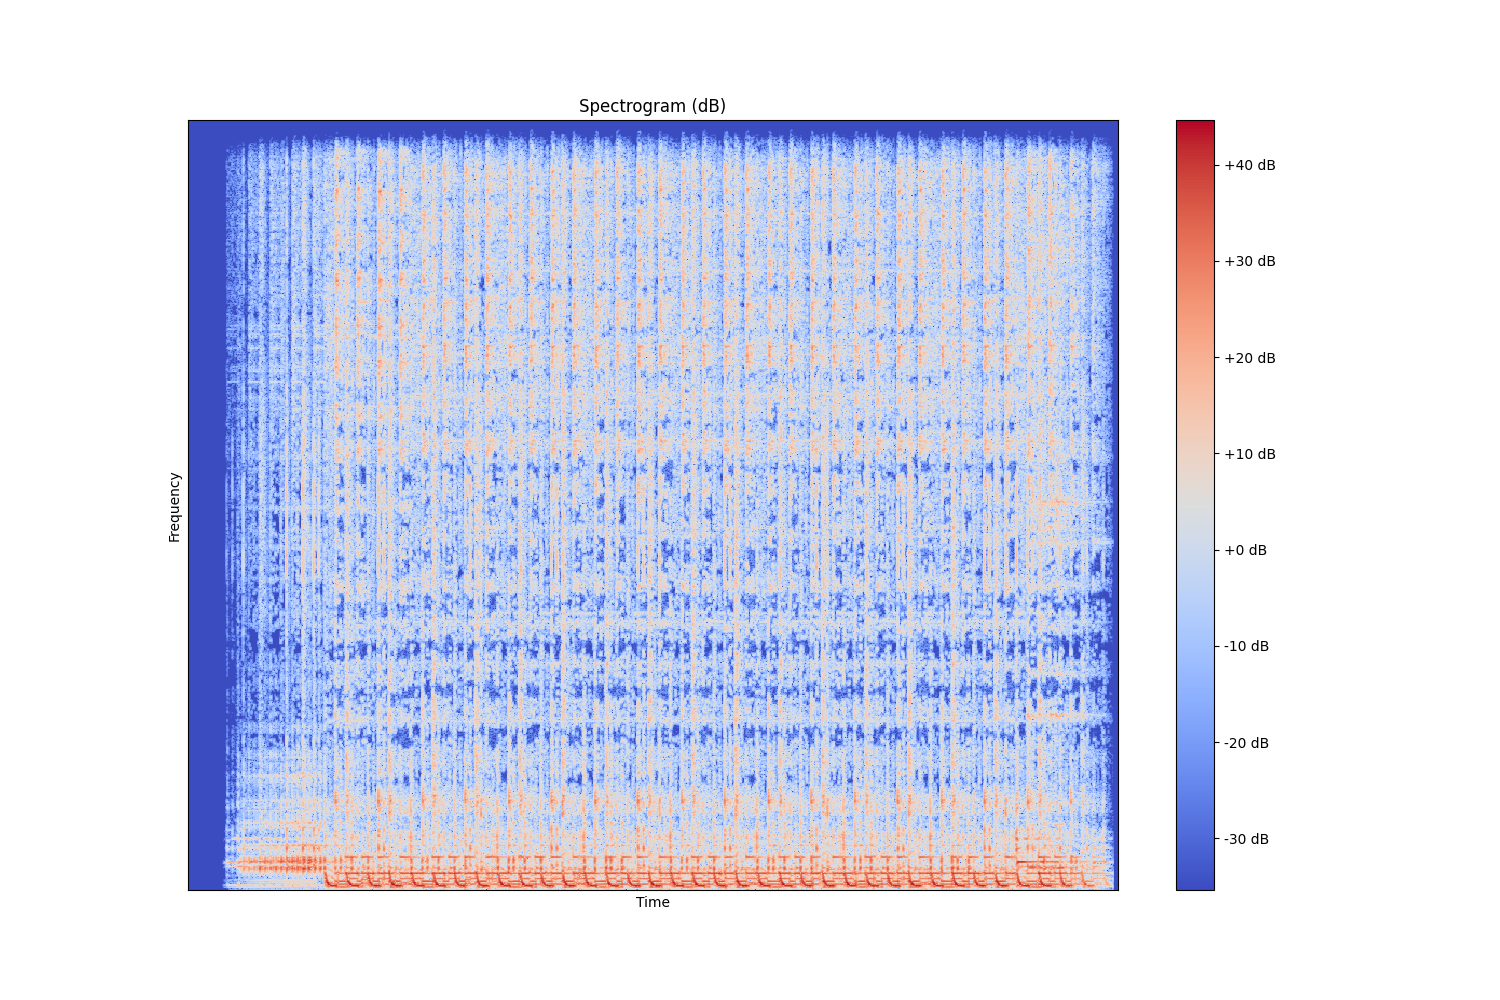 Spectrogram (dB)
Frequency
Time
+40 dB
+30 dB
+20 dB
+10 dB
+0 dB
-10 dB
-20 dB
-30 dB